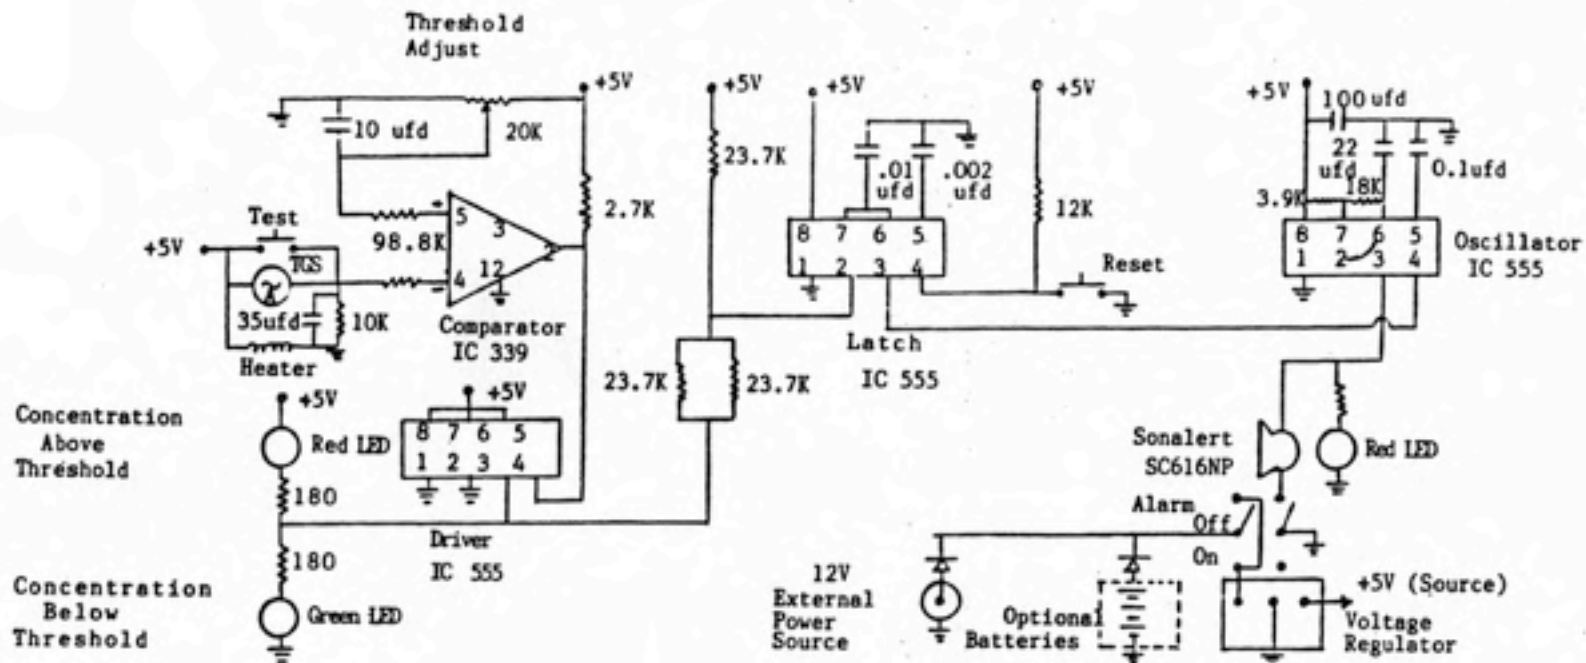 Threshold
Adjust
+5V
+5V
+5V
+5V
+5V
100 ufd
10 ufd
20K
23.7K
.01
ufd
.002
ufd
22
ufd
0.1ufd
2.7K
12K
3.9K
18K
Test
+5V
98.8K
5
3
2
4
12
TGS
35ufd
10K
Heater
Comparator
IC 339
8 7 6 5
1 2 3 4
Reset
8 7 6 5
1 2 3 4
Oscillator
IC 555
Latch
IC 555
23.7K
23.7K
+5V
+5V
Concentration
Above
Threshold
Red LED
8 7 6 5
1 2 3 4
180
Driver
IC 555
180
Concentration
Below
Threshold
Green LED
Sonalert
SC616NP
Red LED
Alarm
Off
On
12V
External
Power
Source
Optional
Batteries
+5V (Source)
Voltage
Regulator